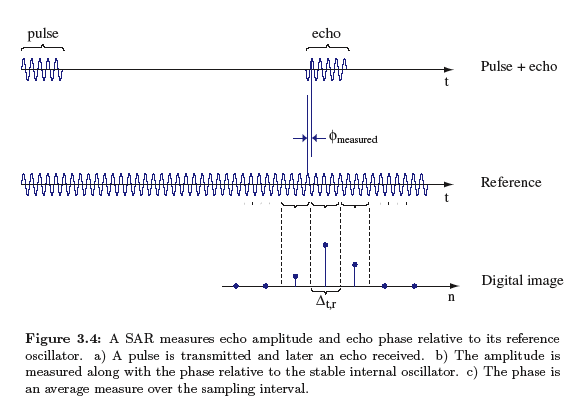 pulse
echo
Pulse + echo
t
ϕmeasured
Reference
t
Digital image
n
Δt,r
Figure 3.4: A SAR measures echo amplitude and echo phase relative to its reference
oscillator. a) A pulse is transmitted and later an echo received. b) The amplitude is
measured along with the phase relative to the stable internal oscillator. c) The phase is
an average measure over the sampling interval.